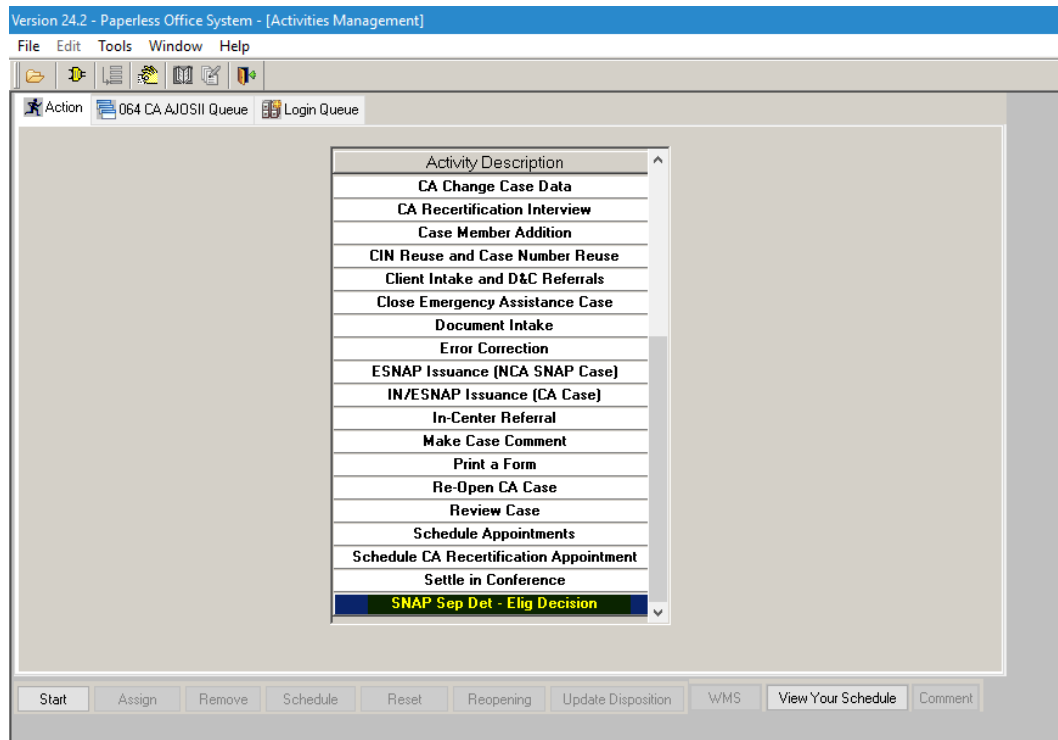 Version 24.2 - Paperless Office System - [Activities Management]
File Edit Tools Window Help
Action 064 CA AJOSII Queue Login Queue
Activity Description
CA Change Case Data
CA Recertification Interview
Case Member Addition
CIN Reuse and Case Number Reuse
Client Intake and D&C Referrals
Close Emergency Assistance Case
Document Intake
Error Correction
ESNAP Issuance (NCA SNAP Case)
IN/ESNAP Issuance (CA Case)
In-Center Referral
Make Case Comment
Print a Form
Re-Open CA Case
Review Case
Schedule Appointments
Schedule CA Recertification Appointment
Settle in Conference
SNAP Sep Det - Elig Decision
Start Assign Remove Schedule Reset Reopening Update Disposition WMS View Your Schedule Comment